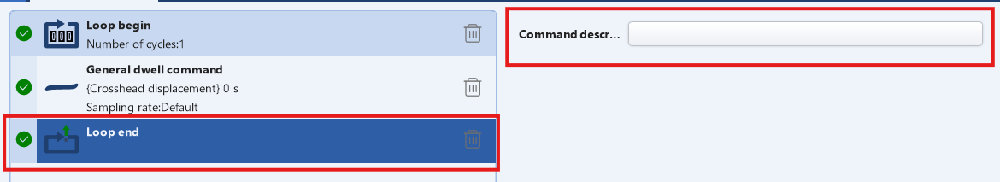 Loop begin
Number of cycles:1
General dwell command
{Crosshead displacement} 0 s
Sampling rate:Default
Loop end
Command descr...